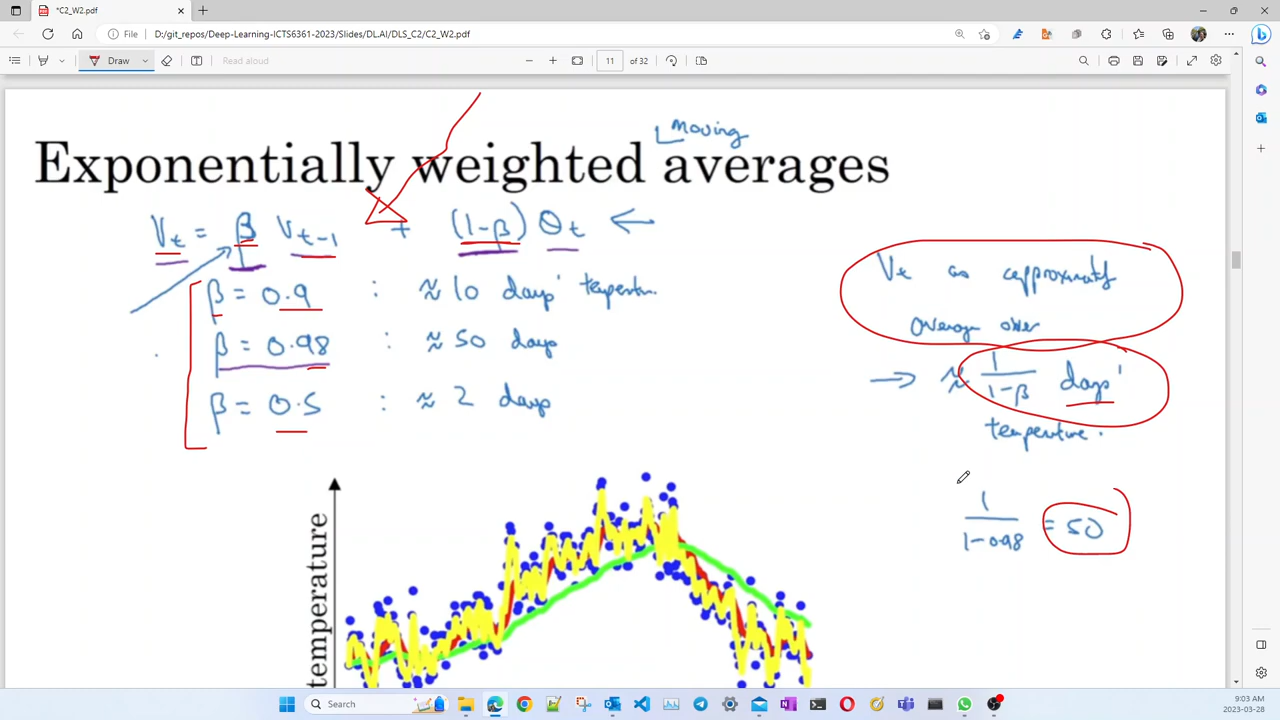 *C2_W2.pdf
File
D:/git_repos/Deep-Learning-ICTS6361-2023/Slides/DL.AI/DLS_C2/C2_W2.pdf
Draw
Read aloud
11
of 32
moving
Exponentially weighted averages
Vt = β Vt-1 + (1-β) θt ←
β = 0.9 : ≈ 10 days' temperatur.
β = 0.98 : ≈ 50 days
β = 0.5 : ≈ 2 days
Vt as approximately
average over
→ ≈ 1/(1-β) days'
temperature.
1/(1-0.98) = 50
temperature
Search
9:03 AM
2023-03-28